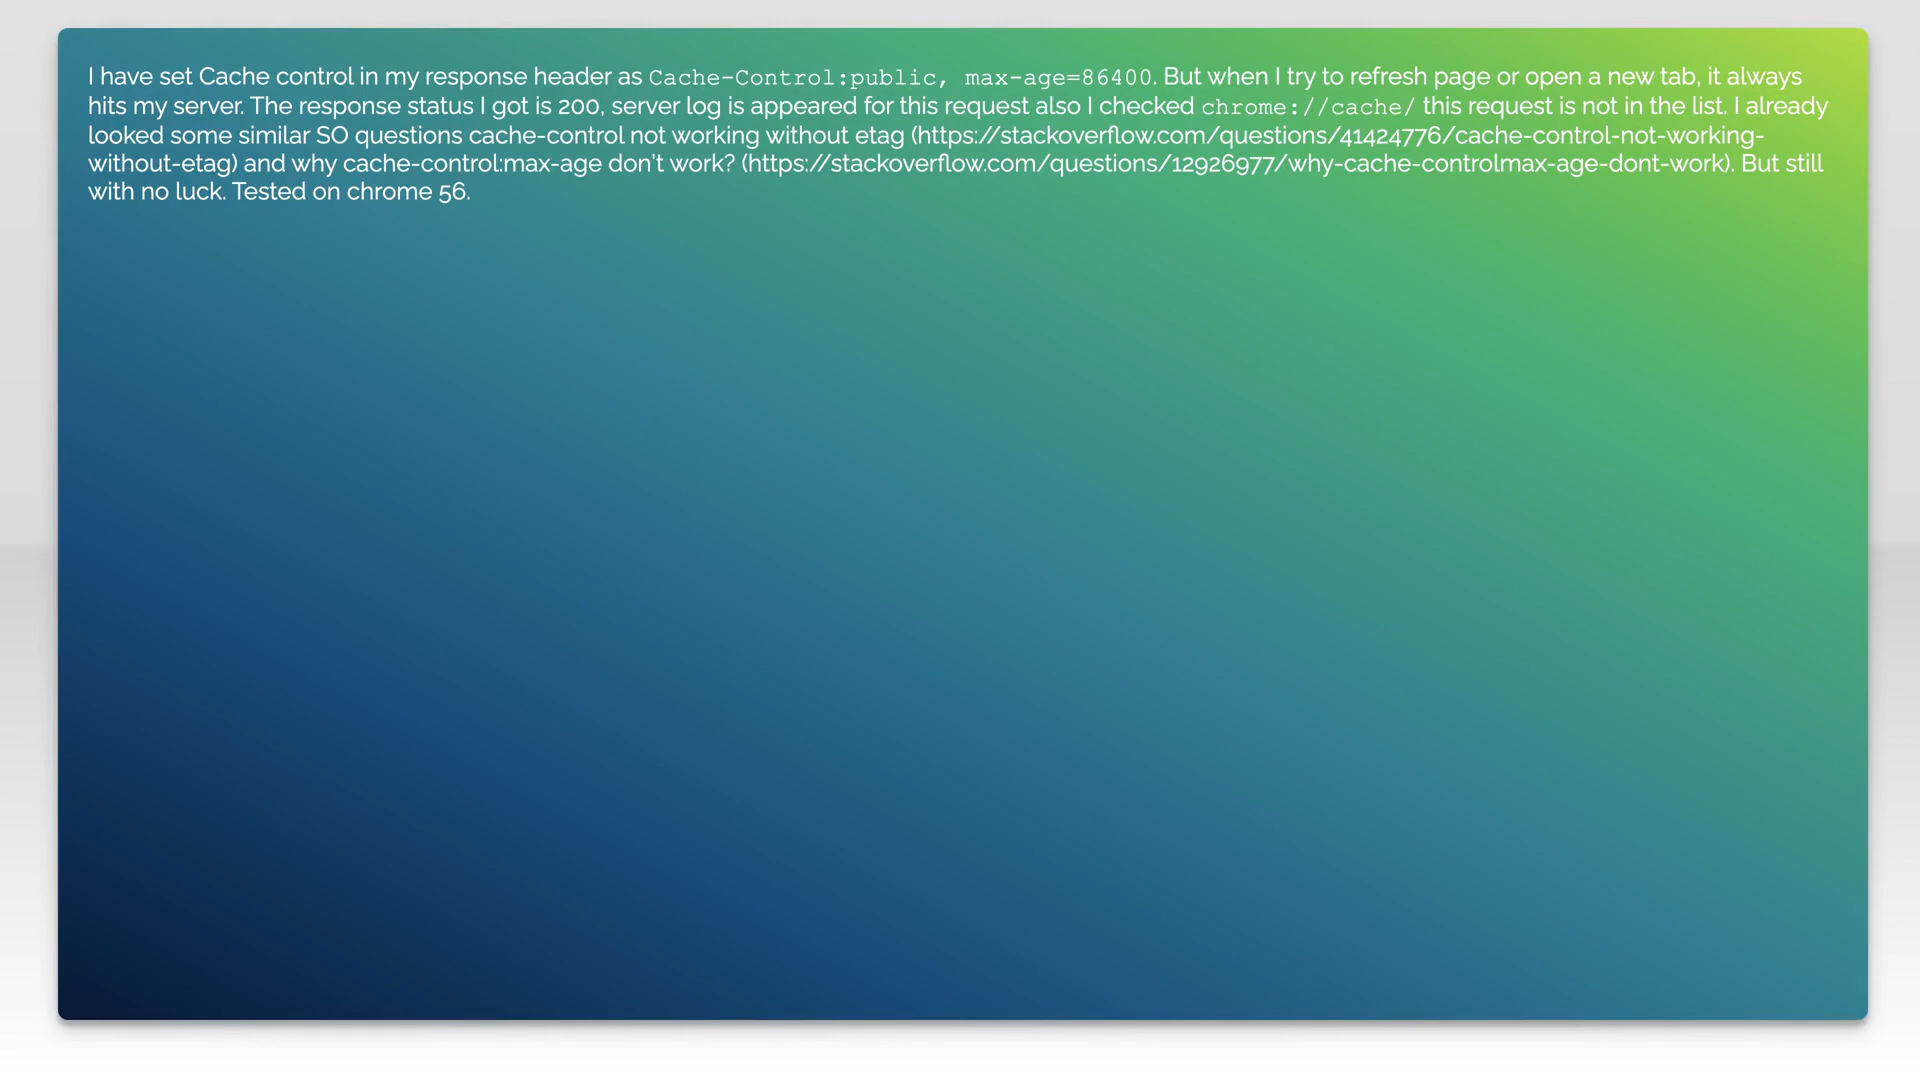 I have set Cache control in my response header as Cache-Control:public, max-age=86400. But when I try to refresh page or open a new tab, it always
hits my server. The response status I got is 200, server log is appeared for this request also I checked chrome://cache/ this request is not in the list. I already
looked some similar SO questions cache-control not working without etag (https://stackoverflow.com/questions/41424776/cache-control-not-working-
without-etag) and why cache-control:max-age don't work? (https://stackoverflow.com/questions/12926977/why-cache-controlmax-age-dont-work). But still
with no luck. Tested on chrome 56.